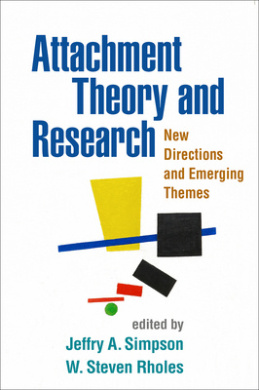 Attachment
Theory and
Research
New
Directions
and Emerging
Themes
edited by
Jeffry A. Simpson
W. Steven Rholes